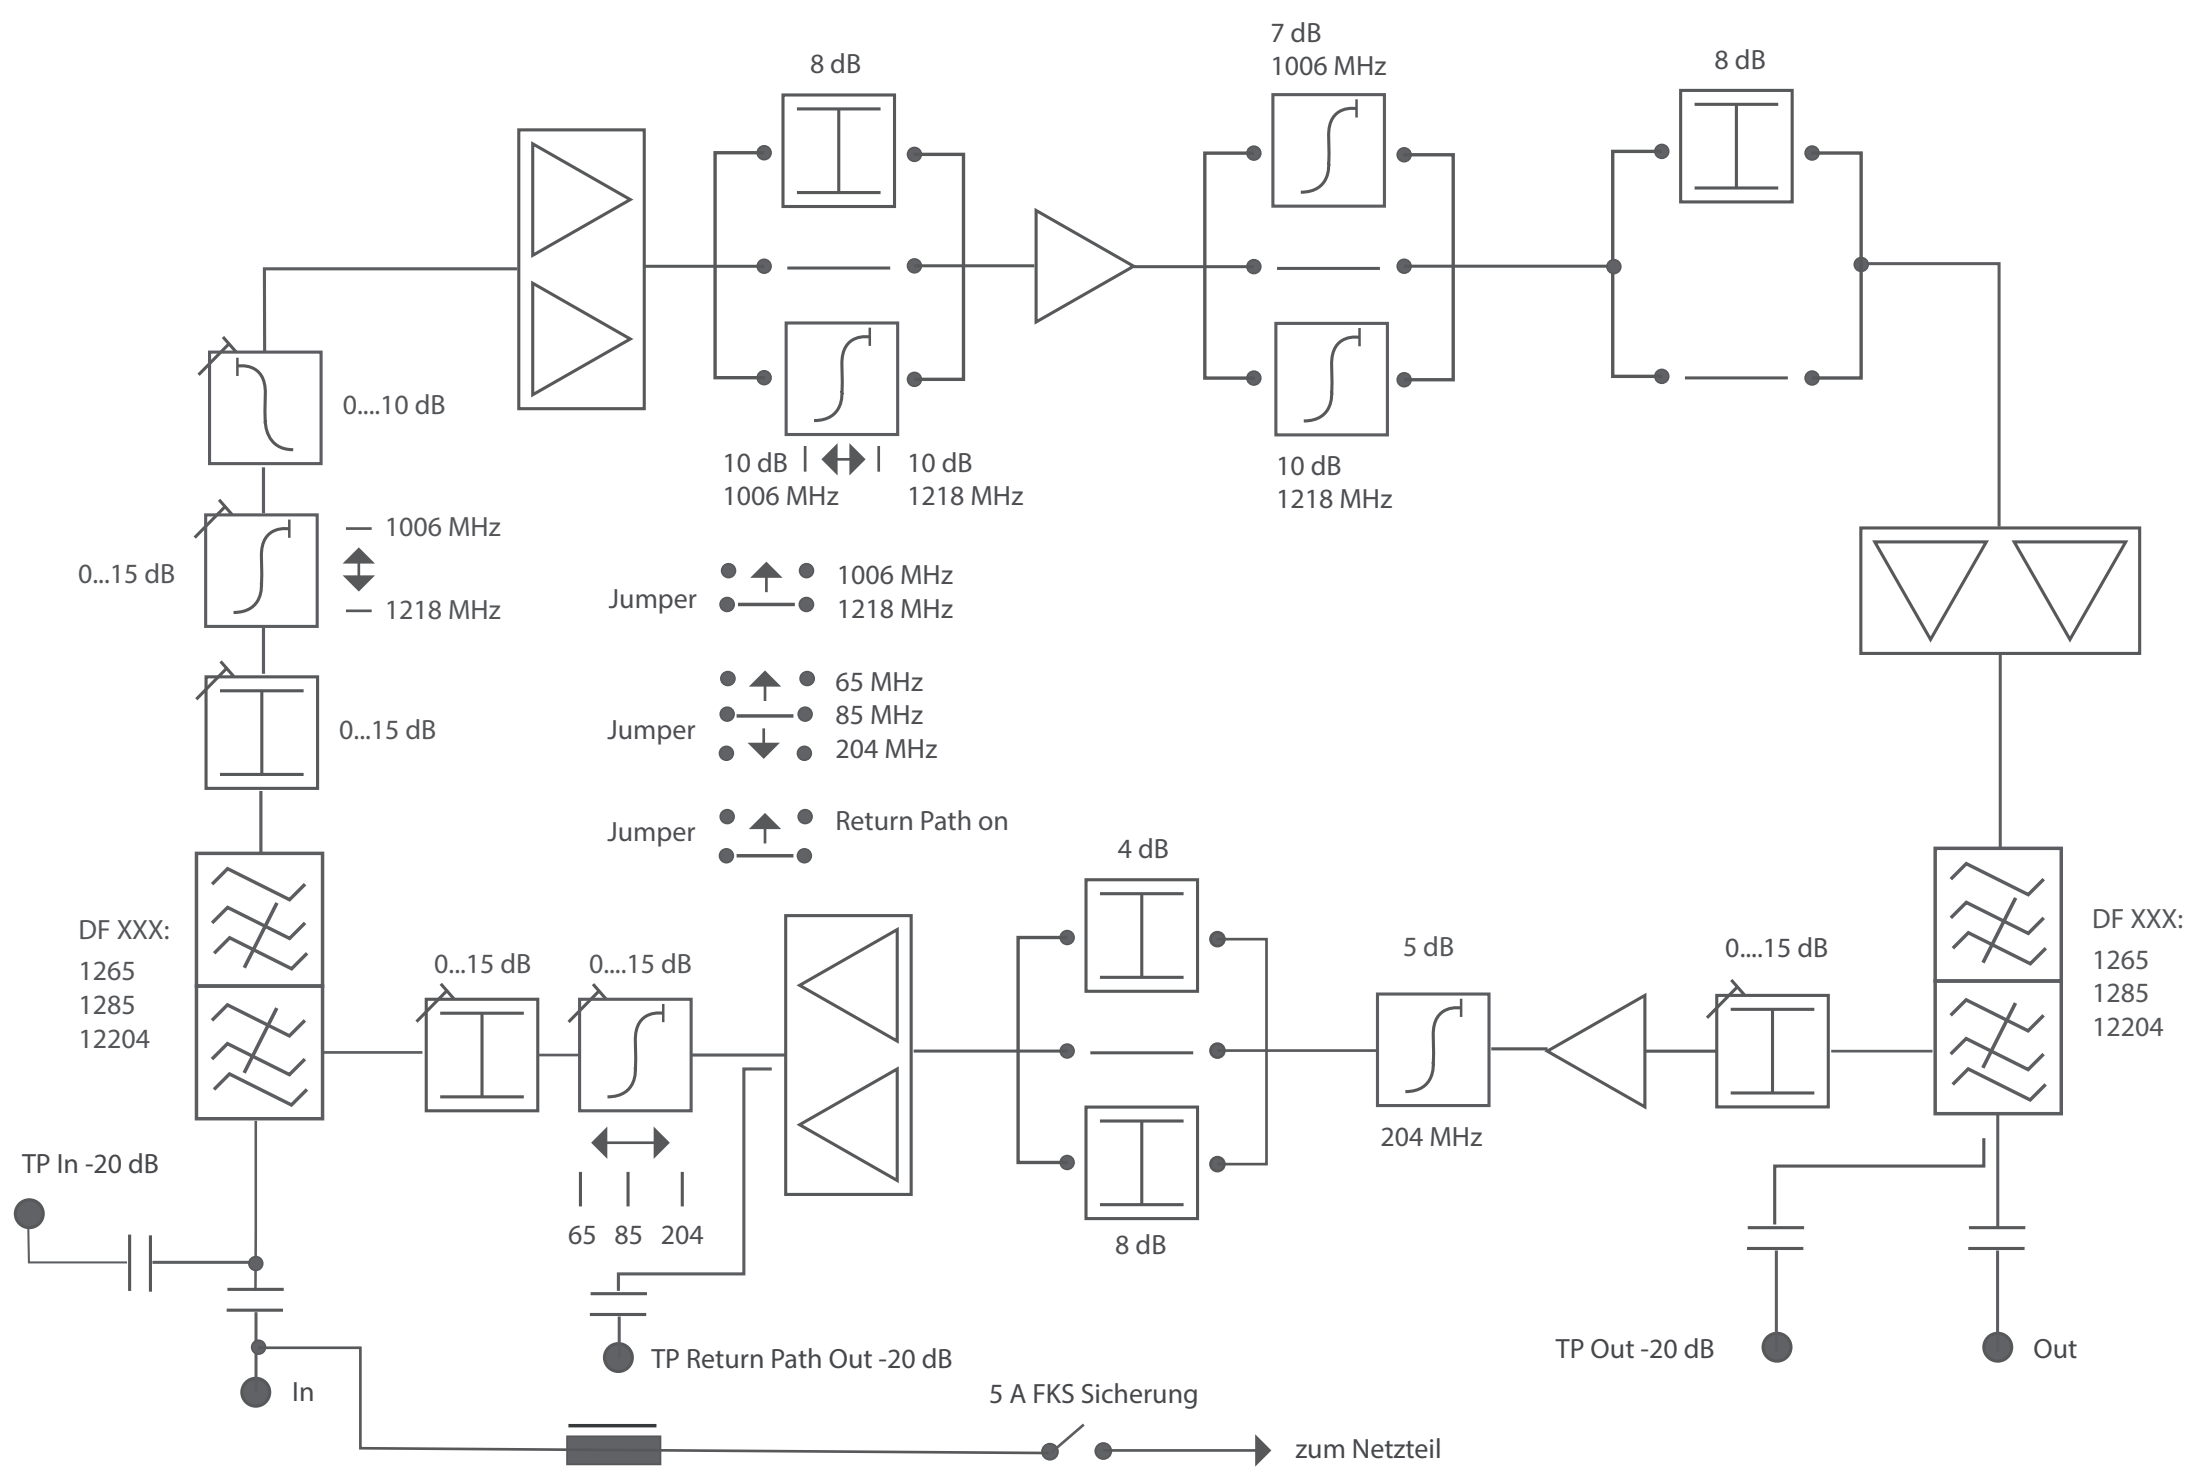 7 dB
1006 MHz
8 dB
8 dB
0....10 dB
10 dB
1006 MHz
10 dB
1218 MHz
10 dB
1218 MHz
0...15 dB
1006 MHz
1218 MHz
Jumper
1006 MHz
1218 MHz
0...15 dB
Jumper
65 MHz
85 MHz
204 MHz
Jumper
Return Path on
4 dB
DF XXX:
1265
1285
12204
0...15 dB
0....15 dB
5 dB
0....15 dB
DF XXX:
1265
1285
12204
204 MHz
TP In -20 dB
65
85
204
8 dB
TP Return Path Out -20 dB
TP Out -20 dB
Out
In
5 A FKS Sicherung
zum Netzteil